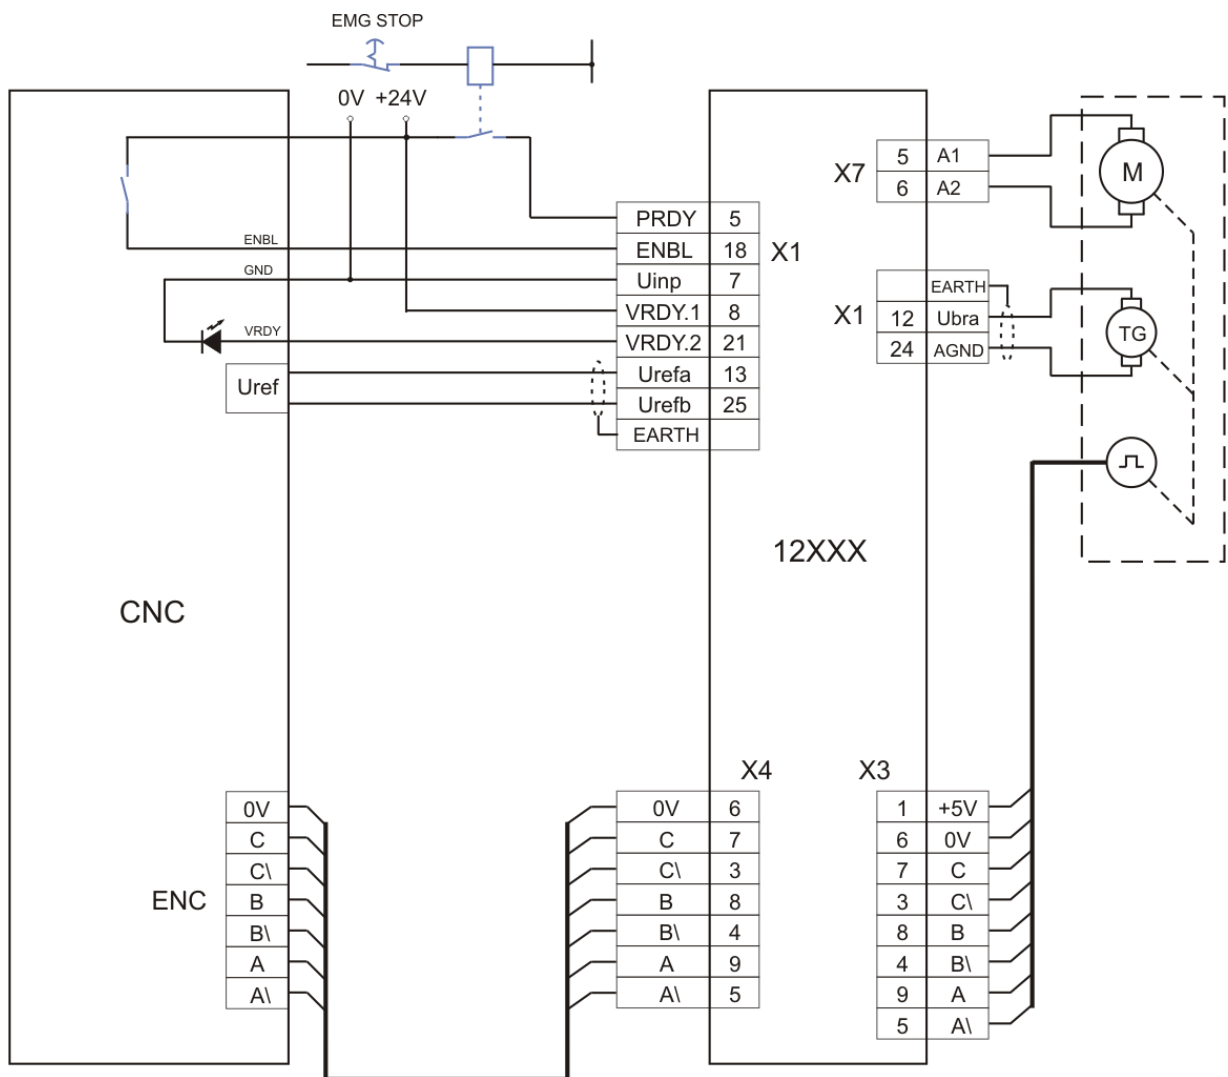 EMG STOP
0V +24V
ENBL
GND
VRDY
Uref
CNC
PRDY 5
ENBL 18
Uinp 7
VRDY.1 8
VRDY.2 21
Urefa 13
Urefb 25
EARTH
X1
X7
5 A1
6 A2
X1
EARTH
12 Ubra
24 AGND
M
TG
12XXX
ENC
0V
C
C\
B
B\
A
A\
X4
0V 6
C 7
C\ 3
B 8
B\ 4
A 9
A\ 5
X3
1 +5V
6 0V
7 C
3 C\
8 B
4 B\
9 A
5 A\